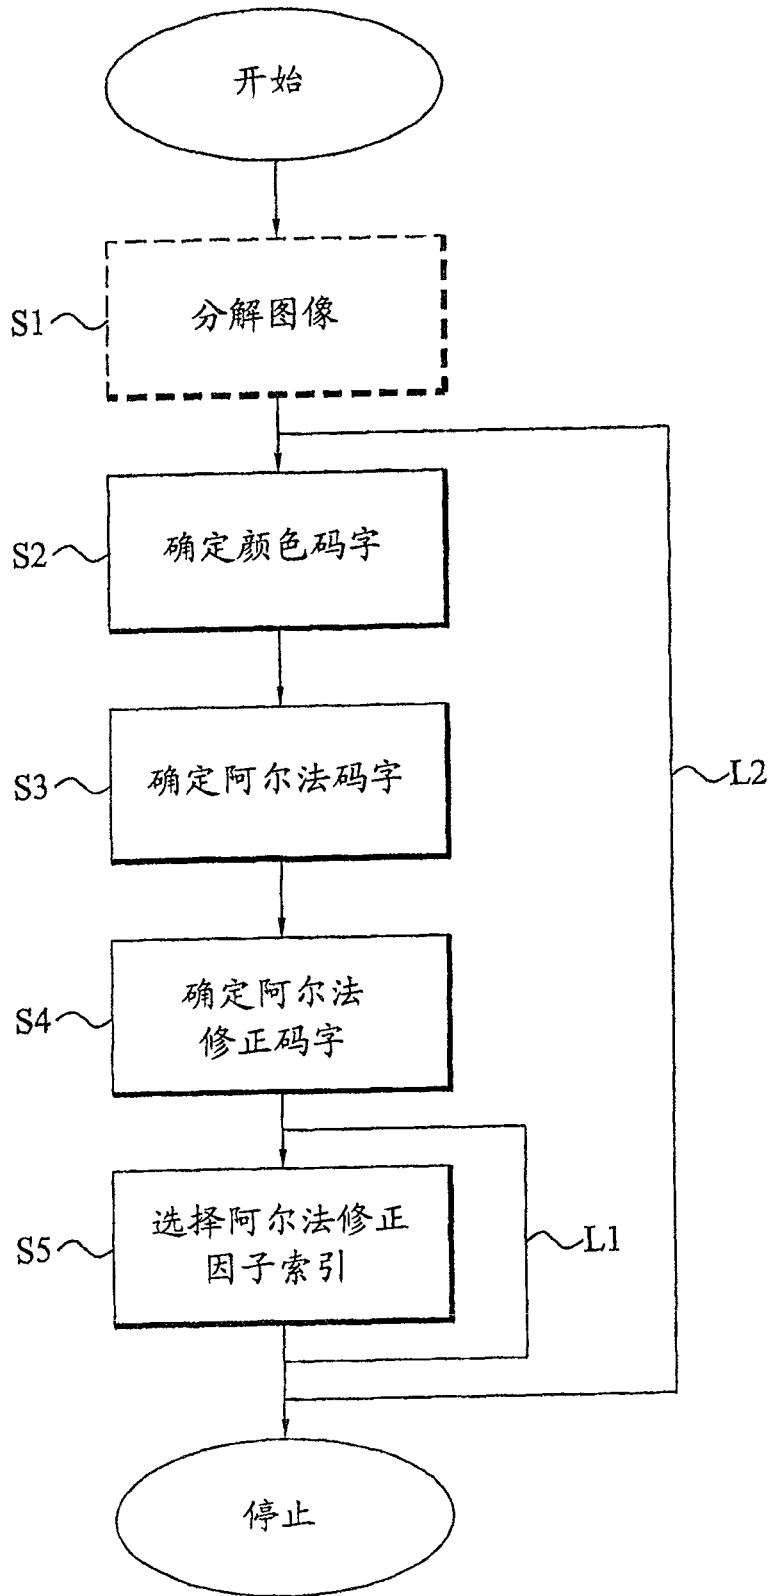 开始
S1
分解图像
S2
确定颜色码字
S3
确定阿尔法码字
L2
S4
确定阿尔法
修正码字
S5
选择阿尔法修正
因子索引
L1
停止